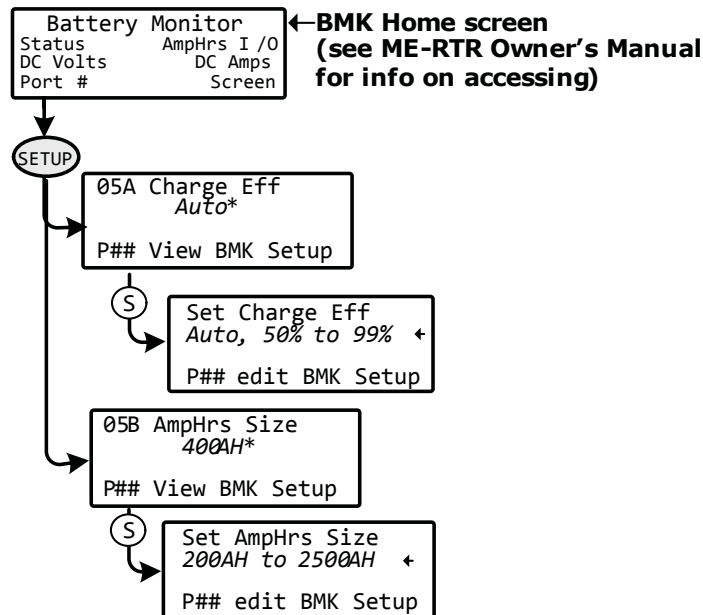 Battery Monitor
Status AmpHrs I /O
DC Volts DC Amps
Port # Screen
BMK Home screen
(see ME-RTR Owner’s Manual
for info on accessing)
SETUP
05A Charge Eff
Auto*
P## View BMK Setup
S
Set Charge Eff
Auto, 50% to 99%
P## edit BMK Setup
05B AmpHrs Size
400AH*
P## View BMK Setup
S
Set AmpHrs Size
200AH to 2500AH
P## edit BMK Setup